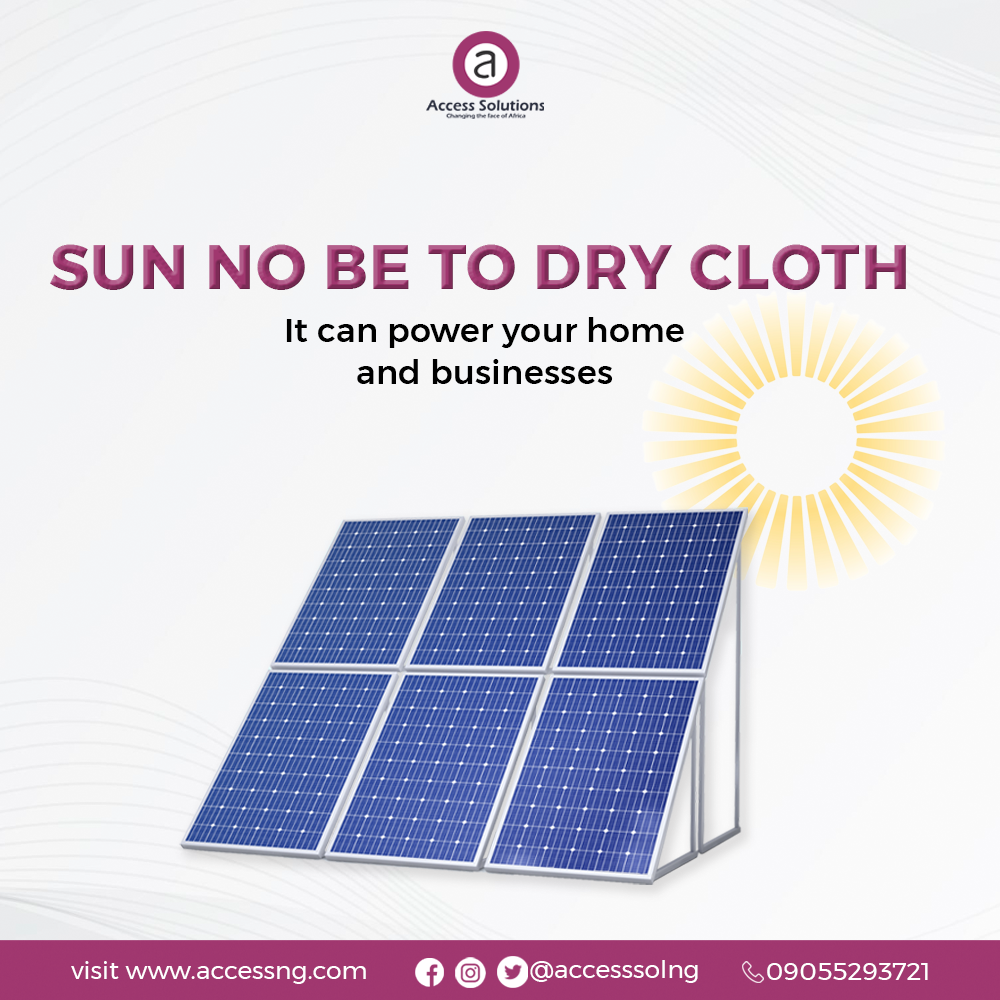 a
Access Solutions
Changing the face of Africa
SUN NO BE TO DRY CLOTH
It can power your home
and businesses
visit www.accessng.com @accesssolng 09055293721